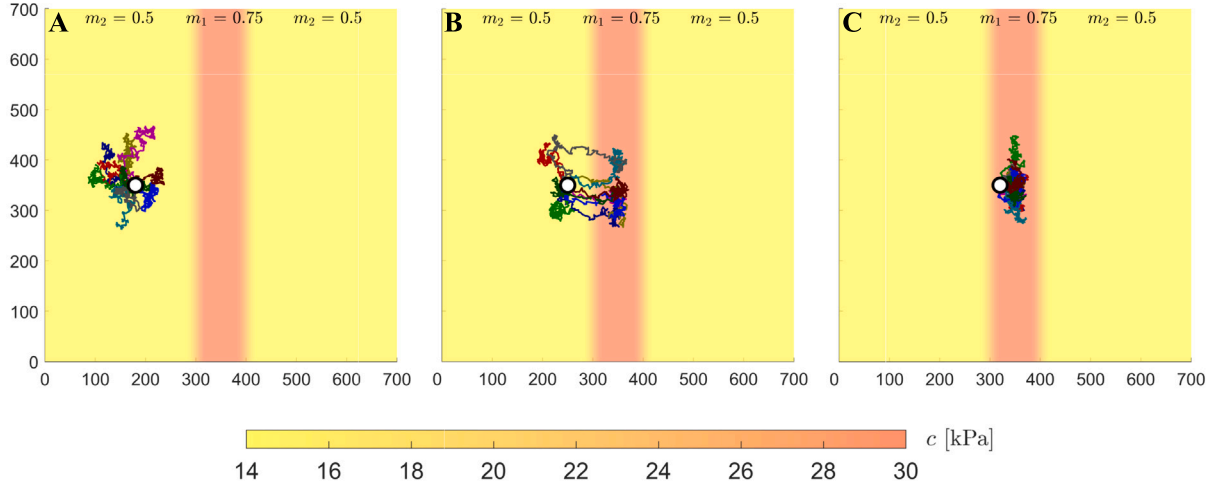 A m₂ = 0.5 m₁ = 0.75 m₂ = 0.5
700
600
500
400
300
200
100
0
0 100 200 300 400 500 600 700
B m₂ = 0.5 m₁ = 0.75 m₂ = 0.5
0 100 200 300 400 500 600 700
C m₂ = 0.5 m₁ = 0.75 m₂ = 0.5
0 100 200 300 400 500 600 700
14 16 18 20 22 24 26 28 30
c [kPa]